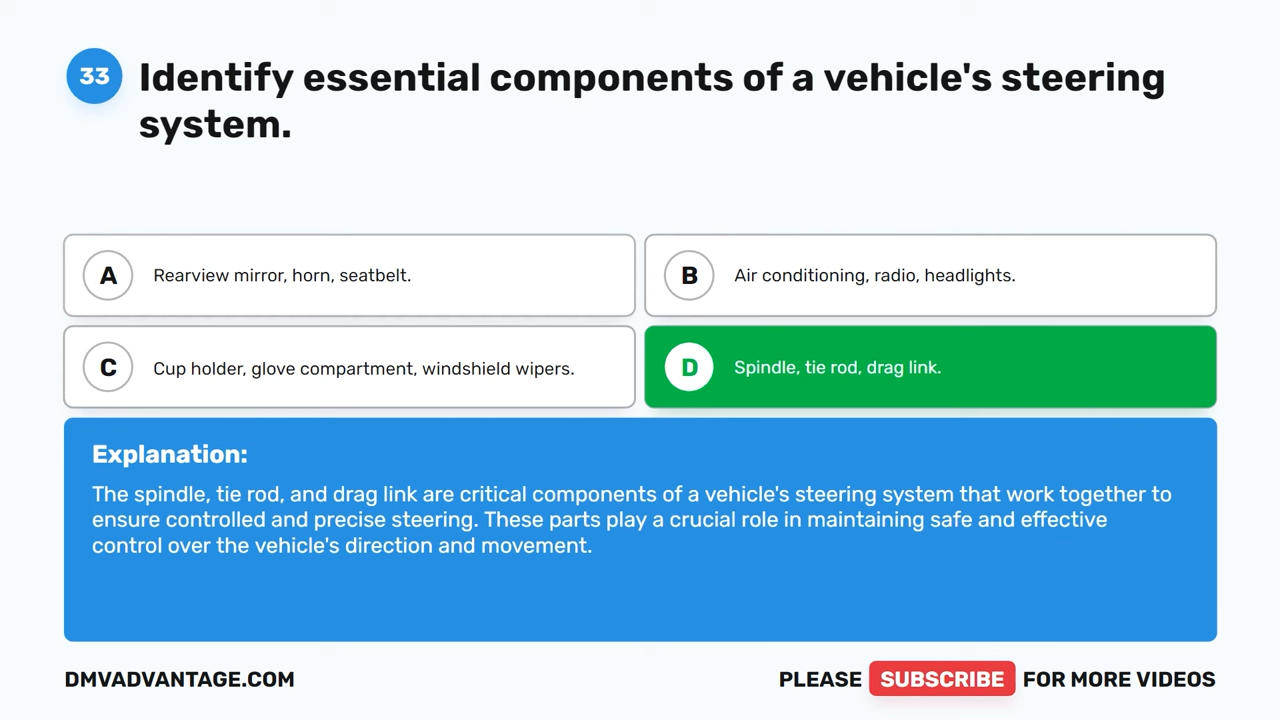 33
Identify essential components of a vehicle's steering
system.
A
Rearview mirror, horn, seatbelt.
B
Air conditioning, radio, headlights.
C
Cup holder, glove compartment, windshield wipers.
D
Spindle, tie rod, drag link.
Explanation:
The spindle, tie rod, and drag link are critical components of a vehicle's steering system that work together to
ensure controlled and precise steering. These parts play a crucial role in maintaining safe and effective
control over the vehicle's direction and movement.
DMVADVANTAGE.COM
PLEASE SUBSCRIBE FOR MORE VIDEOS